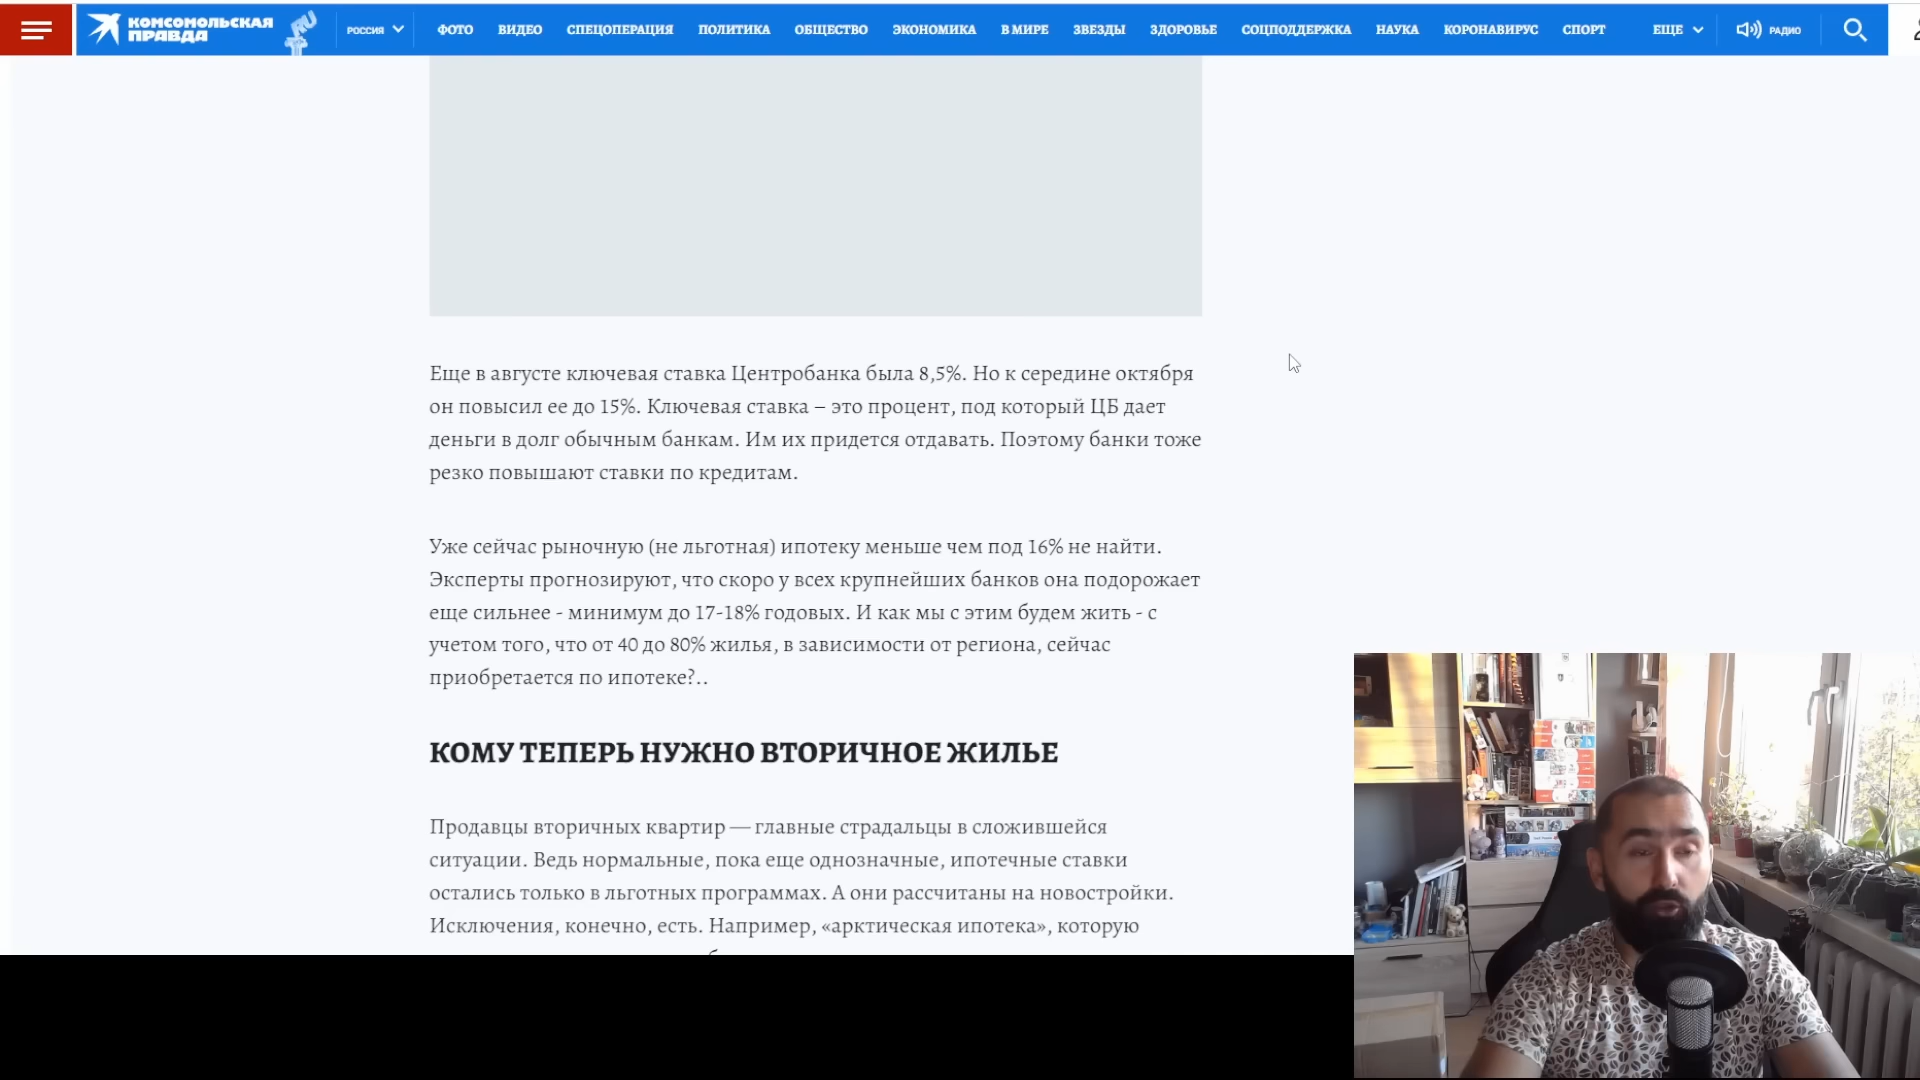 КОМСОМОЛЬСКАЯ ПРАВДА
РОССИЯ
ФОТО ВИДЕО СПЕЦОПЕРАЦИЯ ПОЛИТИКА ОБЩЕСТВО ЭКОНОМИКА В МИРЕ ЗВЕЗДЫ ЗДОРОВЬЕ СОЦПОДДЕРЖКА НАУКА КОРОНАВИРУС СПОРТ ЕЩЕ РАДИО
Еще в августе ключевая ставка Центробанка была 8,5%. Но к середине октября
он повысил ее до 15%. Ключевая ставка – это процент, под который ЦБ дает
деньги в долг обычным банкам. Им их придется отдавать. Поэтому банки тоже
резко повышают ставки по кредитам.
Уже сейчас рыночную (не льготная) ипотеку меньше чем под 16% не найти.
Эксперты прогнозируют, что скоро у всех крупнейших банков она подорожает
еще сильнее - минимум до 17-18% годовых. И как мы с этим будем жить - с
учетом того, что от 40 до 80% жилья, в зависимости от региона, сейчас
приобретается по ипотеке?..
КОМУ ТЕПЕРЬ НУЖНО ВТОРИЧНОЕ ЖИЛЬЕ
Продавцы вторичных квартир — главные страдальцы в сложившейся
ситуации. Ведь нормальные, пока еще однозначные, ипотечные ставки
остались только в льготных программах. А они рассчитаны на новостройки.
Исключения, конечно, есть. Например, «арктическая ипотека», которую